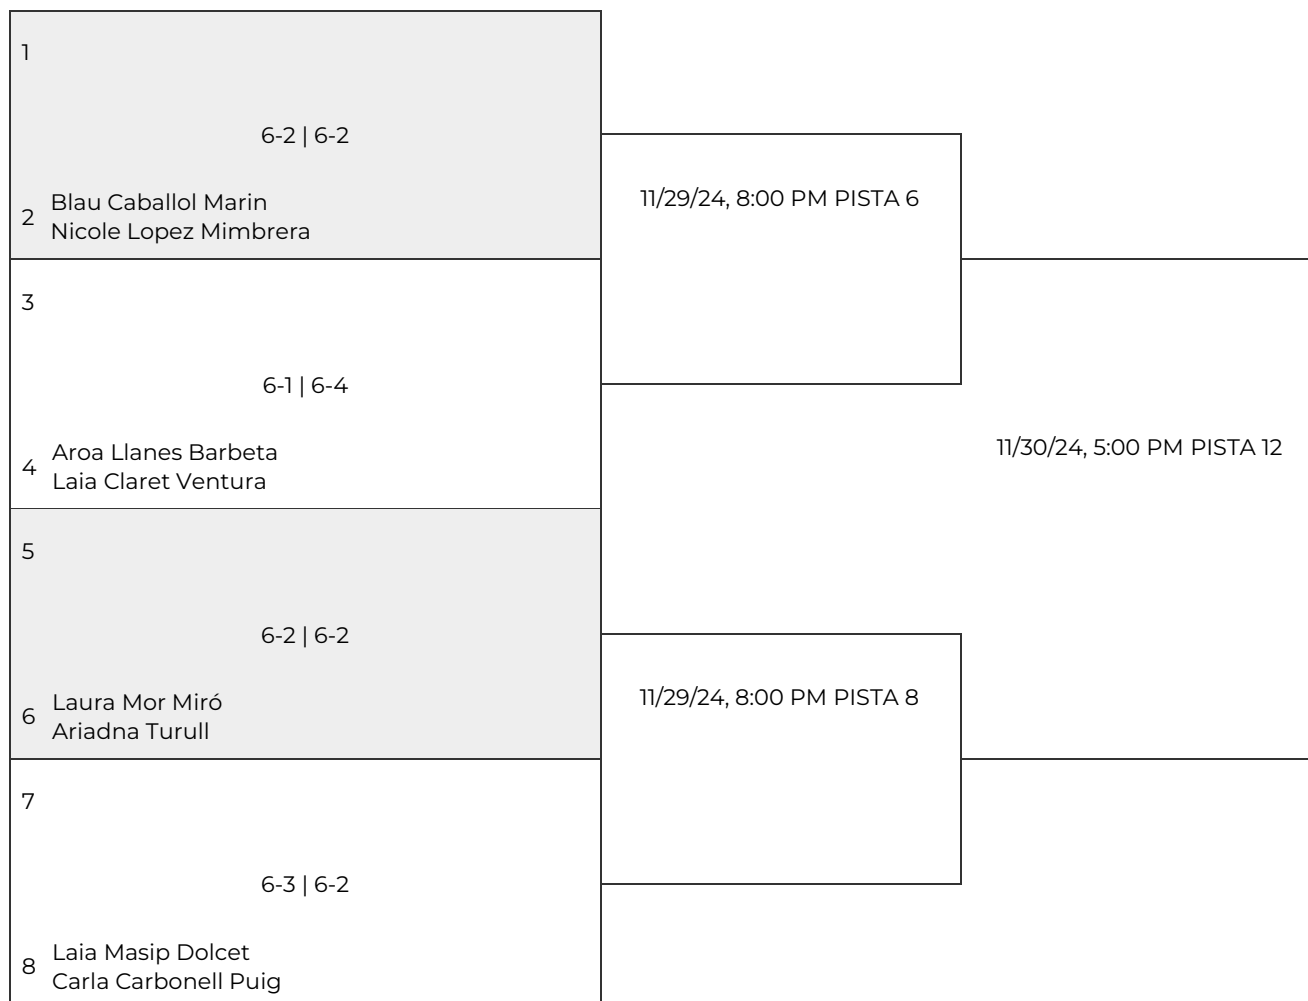 1
6-2 | 6-2
2 Blau Caballol Marin
Nicole Lopez Mimbrera
3
6-1 | 6-4
4 Aroa Llanes Barbeta
Laia Claret Ventura
5
6-2 | 6-2
6 Laura Mor Miró
Ariadna Turull
7
6-3 | 6-2
8 Laia Masip Dolcet
Carla Carbonell Puig
11/29/24, 8:00 PM PISTA 6
11/29/24, 8:00 PM PISTA 8
11/30/24, 5:00 PM PISTA 12